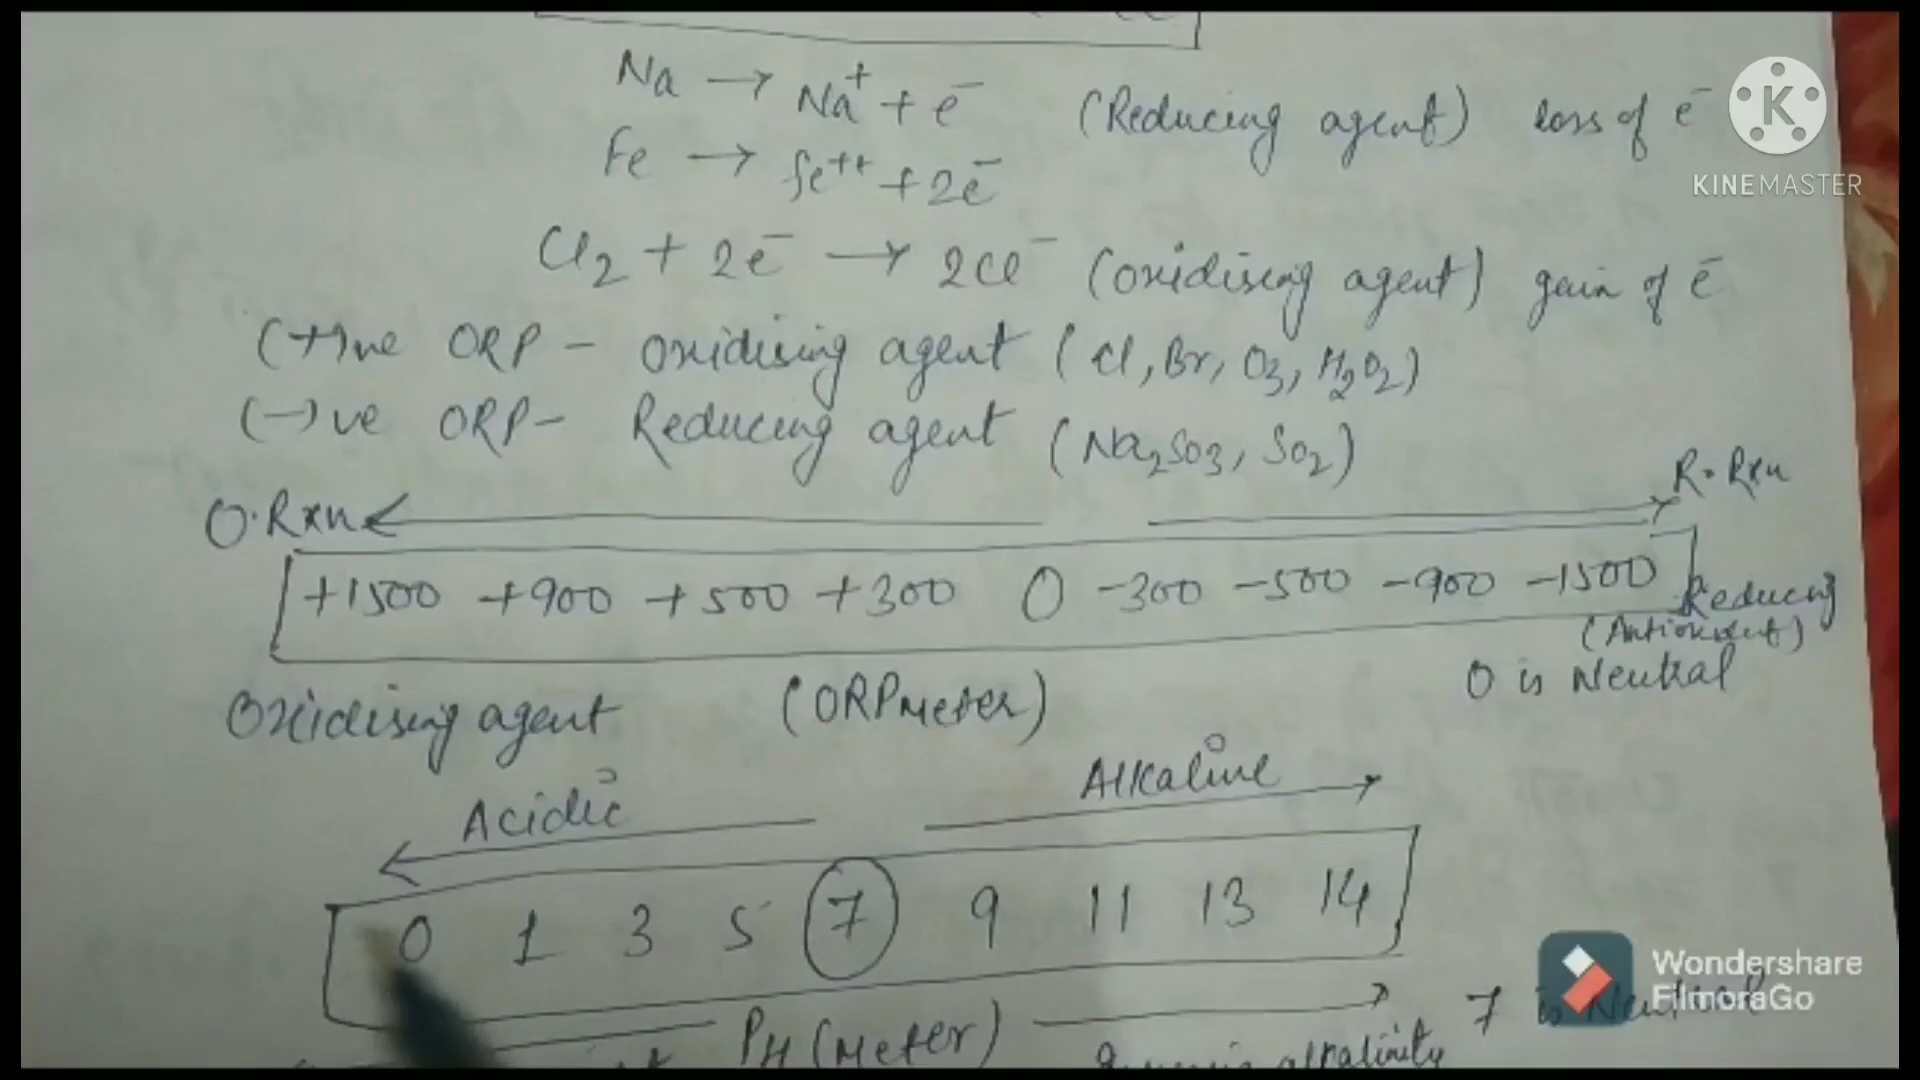 Na → Na⁺ + e⁻ (Reducing agent) loss of e⁻
KINEMASTER
Fe → fe⁺⁺ + 2e⁻
Cl₂ + 2e⁻ → 2Cl⁻ (oxidising agent) gain of e⁻
(+)ve ORP - oxidising agent (Cl, Br, O₃, H₂O₂)
(-)ve ORP - Reducing agent (Na₂SO₃, SO₂)
O.Rxn ← → R.Rxn
+1500 +900 +500 +300 0 -300 -500 -900 -1500 Reducing
(Antioxidant)
0 is Neutral
Oxidising agent (ORP Meter)
Acidic Alkaline
0 1 3 5 7 9 11 13 14
7 is Neutral
PH (Meter)
alkalinity
Wondershare
FilmoraGo